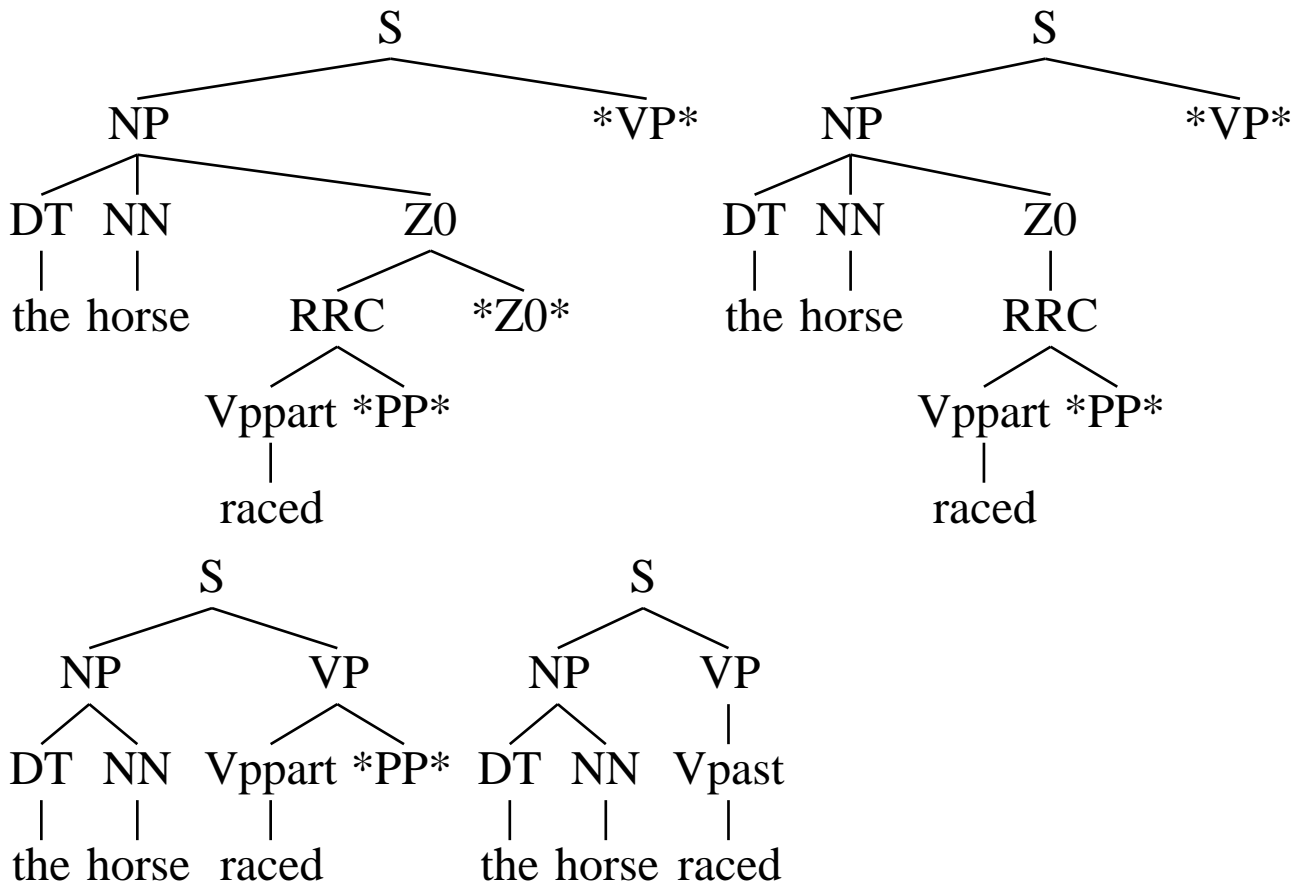 S S
NP *VP* NP *VP*
DT NN Z0 DT NN Z0
the horse RRC *Z0* the horse RRC
Vppart *PP* Vppart *PP*
raced raced
S S
NP VP NP VP
DT NN Vppart *PP* DT NN Vpast
the horse raced the horse raced